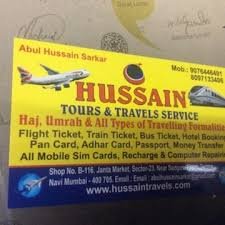 Abul Hussain Sarkar
Mob.: 9076446491
8097133406
HUSSAIN
TOURS & TRAVELS SERVICE
Haj, Umrah & All Types of Travelling Formalities
Flight Ticket, Train Ticket, Bus Ticket, Hotel Booking
Pan Card, Adhar Card, Passport, Money Transfer
All Mobile Sim Cards, Recharge & Computer Repairing
Shop No. B-116, Janta Market, Sector-23, Near
Navi Mumbai - 400 705. Email:
www.hussaintravels.com